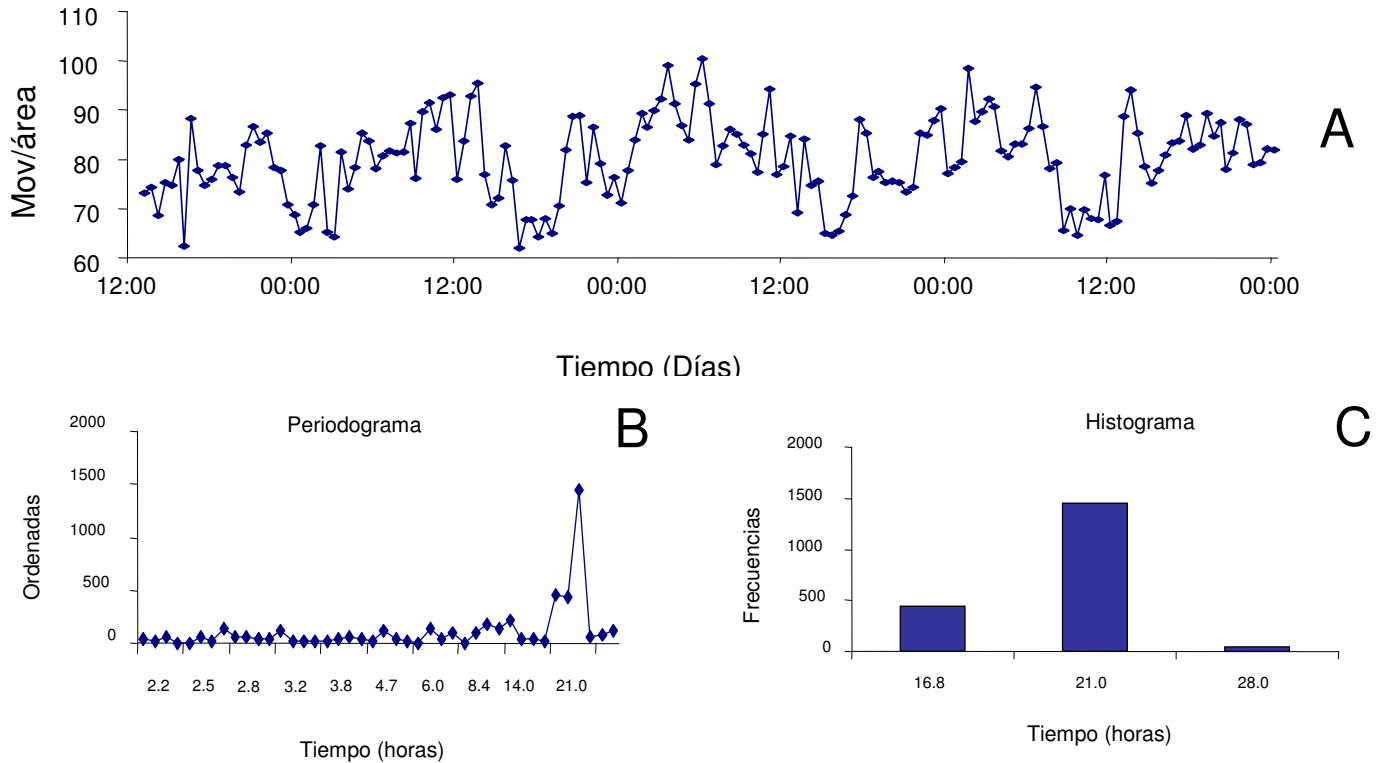 110
100
90
80
70
60
Mov/área
A
12:00 00:00 12:00 00:00 12:00 00:00 12:00 00:00
Tiempo (Días)
B
Periodograma
2000
1500
1000
500
0
Ordenadas
2.2 2.5 2.8 3.2 3.8 4.7 6.0 8.4 14.0 21.0
Tiempo (horas)
C
Histograma
2000
1500
1000
500
0
Frecuencias
16.8 21.0 28.0
Tiempo (horas)